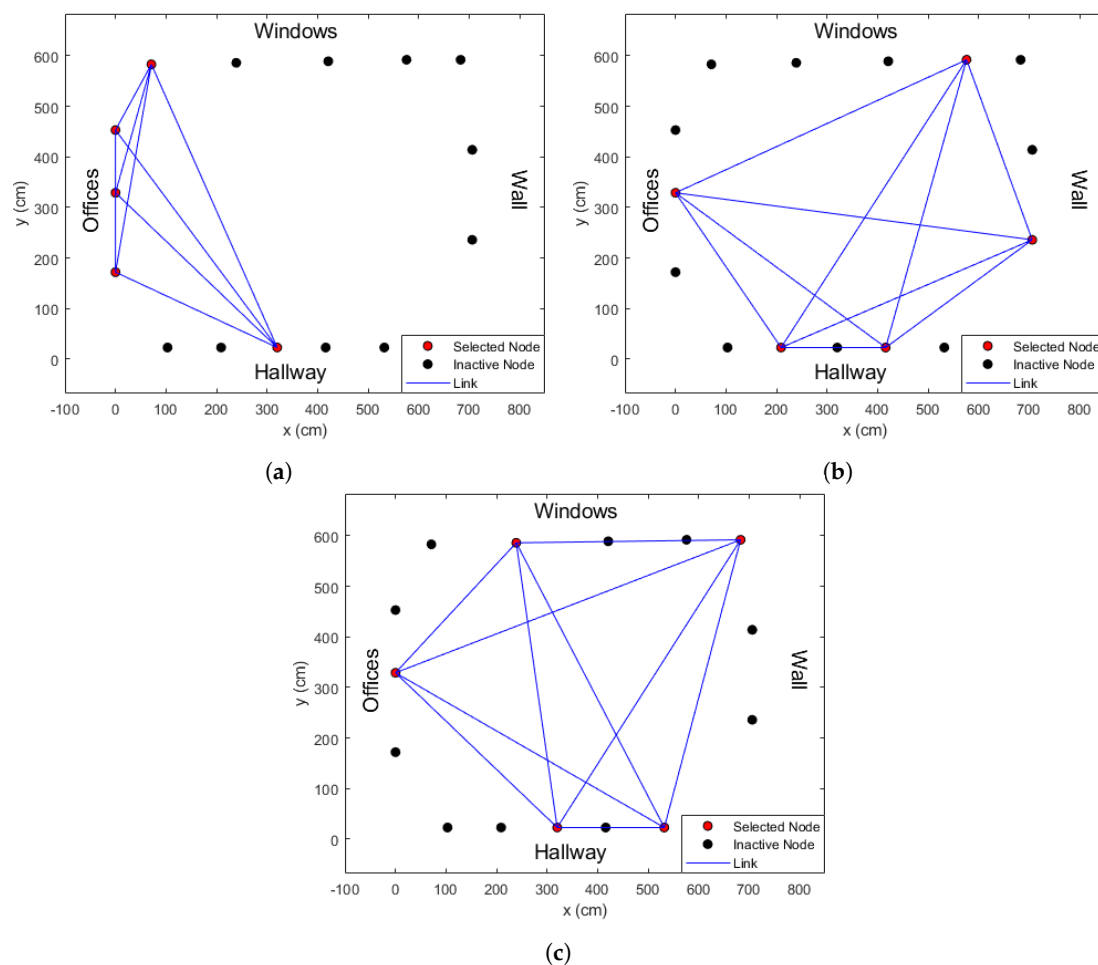 Windows
600
500
400
300
200
100
0
y (cm)
Offices
Wall
Hallway
Selected Node
Inactive Node
Link
-100 0 100 200 300 400 500 600 700 800
x (cm)
(a)
Windows
600
500
400
300
200
100
0
y (cm)
Offices
Wall
Hallway
Selected Node
Inactive Node
Link
-100 0 100 200 300 400 500 600 700 800
x (cm)
(b)
Windows
600
500
400
300
200
100
0
y (cm)
Offices
Wall
Hallway
Selected Node
Inactive Node
Link
-100 0 100 200 300 400 500 600 700 800
x (cm)
(c)